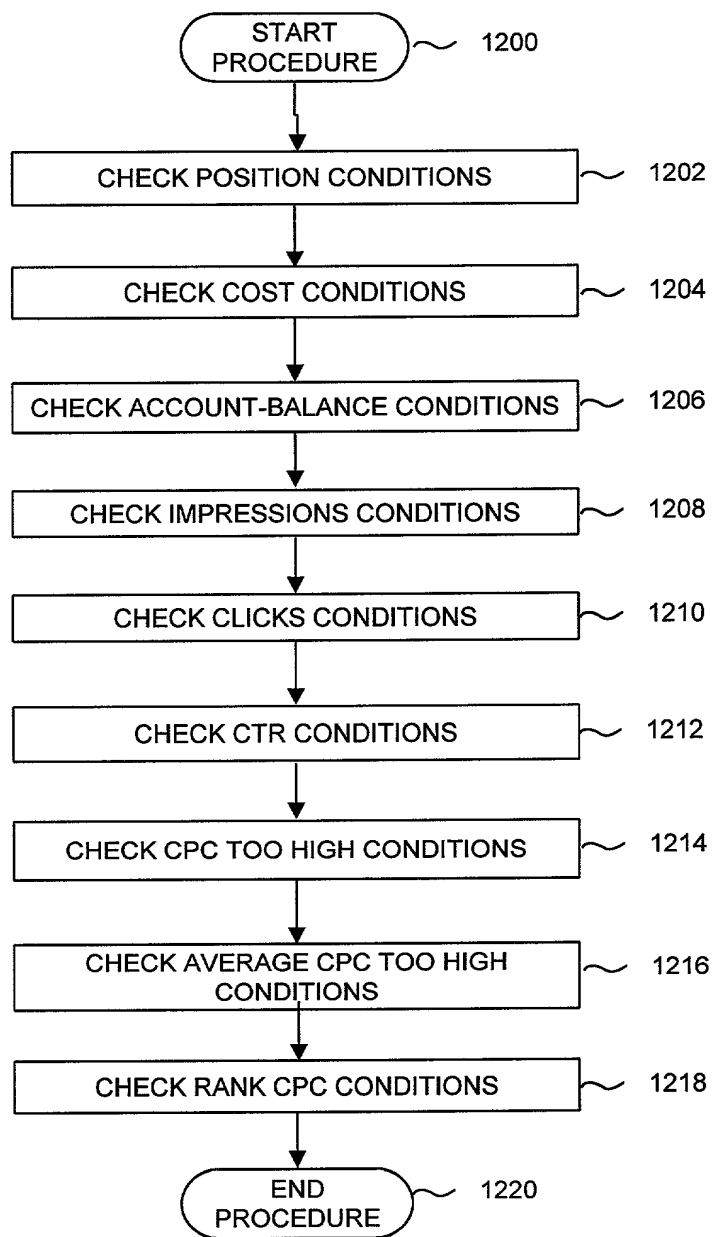 START
PROCEDURE
1200
CHECK POSITION CONDITIONS
1202
CHECK COST CONDITIONS
1204
CHECK ACCOUNT-BALANCE CONDITIONS
1206
CHECK IMPRESSIONS CONDITIONS
1208
CHECK CLICKS CONDITIONS
1210
CHECK CTR CONDITIONS
1212
CHECK CPC TOO HIGH CONDITIONS
1214
CHECK AVERAGE CPC TOO HIGH
CONDITIONS
1216
CHECK RANK CPC CONDITIONS
1218
END
PROCEDURE
1220